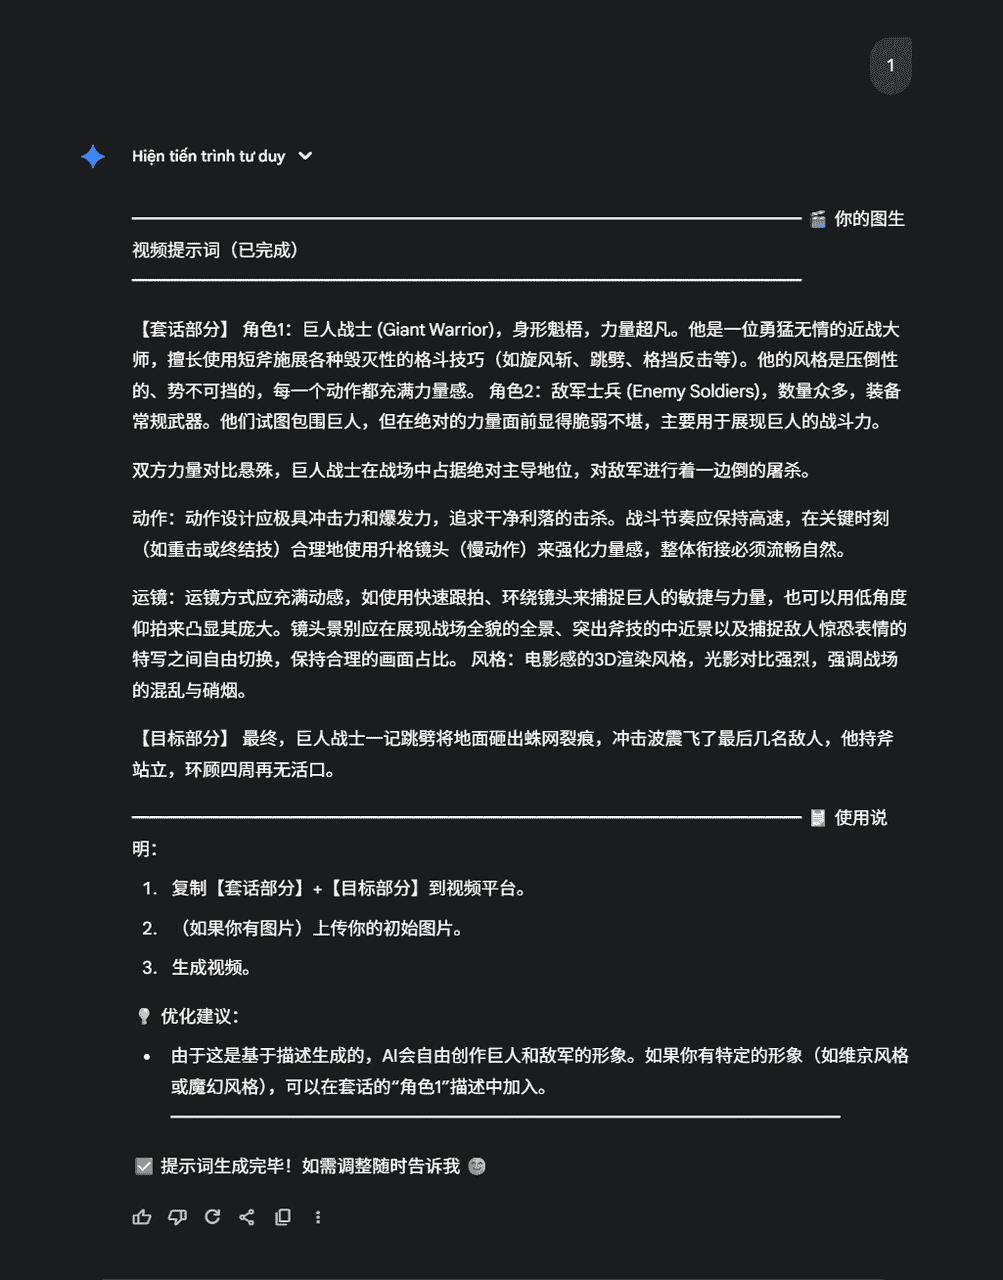 1
Hiện tiến trình tư duy
🎬 你的图生
视频提示词（已完成）
【套话部分】 角色1：巨人战士 (Giant Warrior)，身形魁梧，力量超凡。他是一位勇猛无情的近战大
师，擅长使用短斧施展各种毁灭性的格斗技巧（如旋风斩、跳劈、格挡反击等）。他的风格是压倒性
的、势不可挡的，每一个动作都充满力量感。 角色2：敌军士兵 (Enemy Soldiers)，数量众多，装备
常规武器。他们试图包围巨人，但在绝对的力量面前显得脆弱不堪，主要用于展现巨人的战斗力。
双方力量对比悬殊，巨人战士在战场中占据绝对主导地位，对敌军进行着一边倒的屠杀。
动作：动作设计应极具冲击力和爆发力，追求干净利落的击杀。战斗节奏应保持高速，在关键时刻
（如重击或终结技）合理地使用升格镜头（慢动作）来强化力量感，整体衔接必须流畅自然。
运镜：运镜方式应充满动感，如使用快速跟拍、环绕镜头来捕捉巨人的敏捷与力量，也可以用低角度
仰拍来凸显其庞大。镜头景别应在展现战场全貌的全景、突出斧技的中近景以及捕捉敌人惊恐表情的
特写之间自由切换，保持合理的画面占比。 风格：电影感的3D渲染风格，光影对比强烈，强调战场
的混乱与硝烟。
【目标部分】 最终，巨人战士一记跳劈将地面砸出蛛网裂痕，冲击波震飞了最后几名敌人，他持斧
站立，环顾四周再无活口。
📄 使用说
明：
1. 复制【套话部分】+【目标部分】到视频平台。
2. （如果你有图片）上传你的初始图片。
3. 生成视频。
💡 优化建议：
• 由于这是基于描述生成的，AI会自由创作巨人和敌军的形象。如果你有特定的形象（如维京风格
或魔幻风格），可以在套话的“角色1”描述中加入。
✅ 提示词生成完毕！如需调整随时告诉我 😊